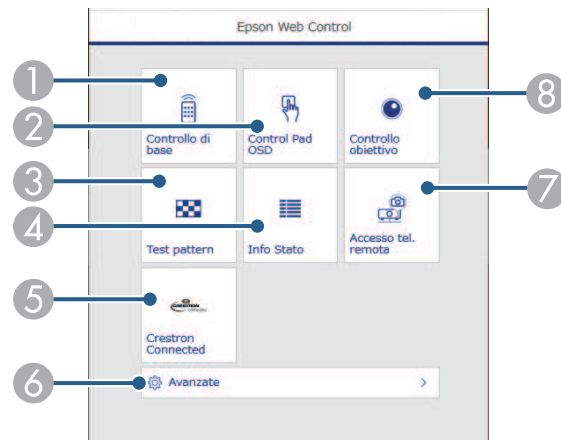 Epson Web Control
1
8
2
Controllo di
base
Control Pad
OSD
Controllo
obiettivo
3
7
4
Test pattern
Info Stato
Accesso tel.
remota
5
CRESTRON
Crestron
Connected
6
Avanzate